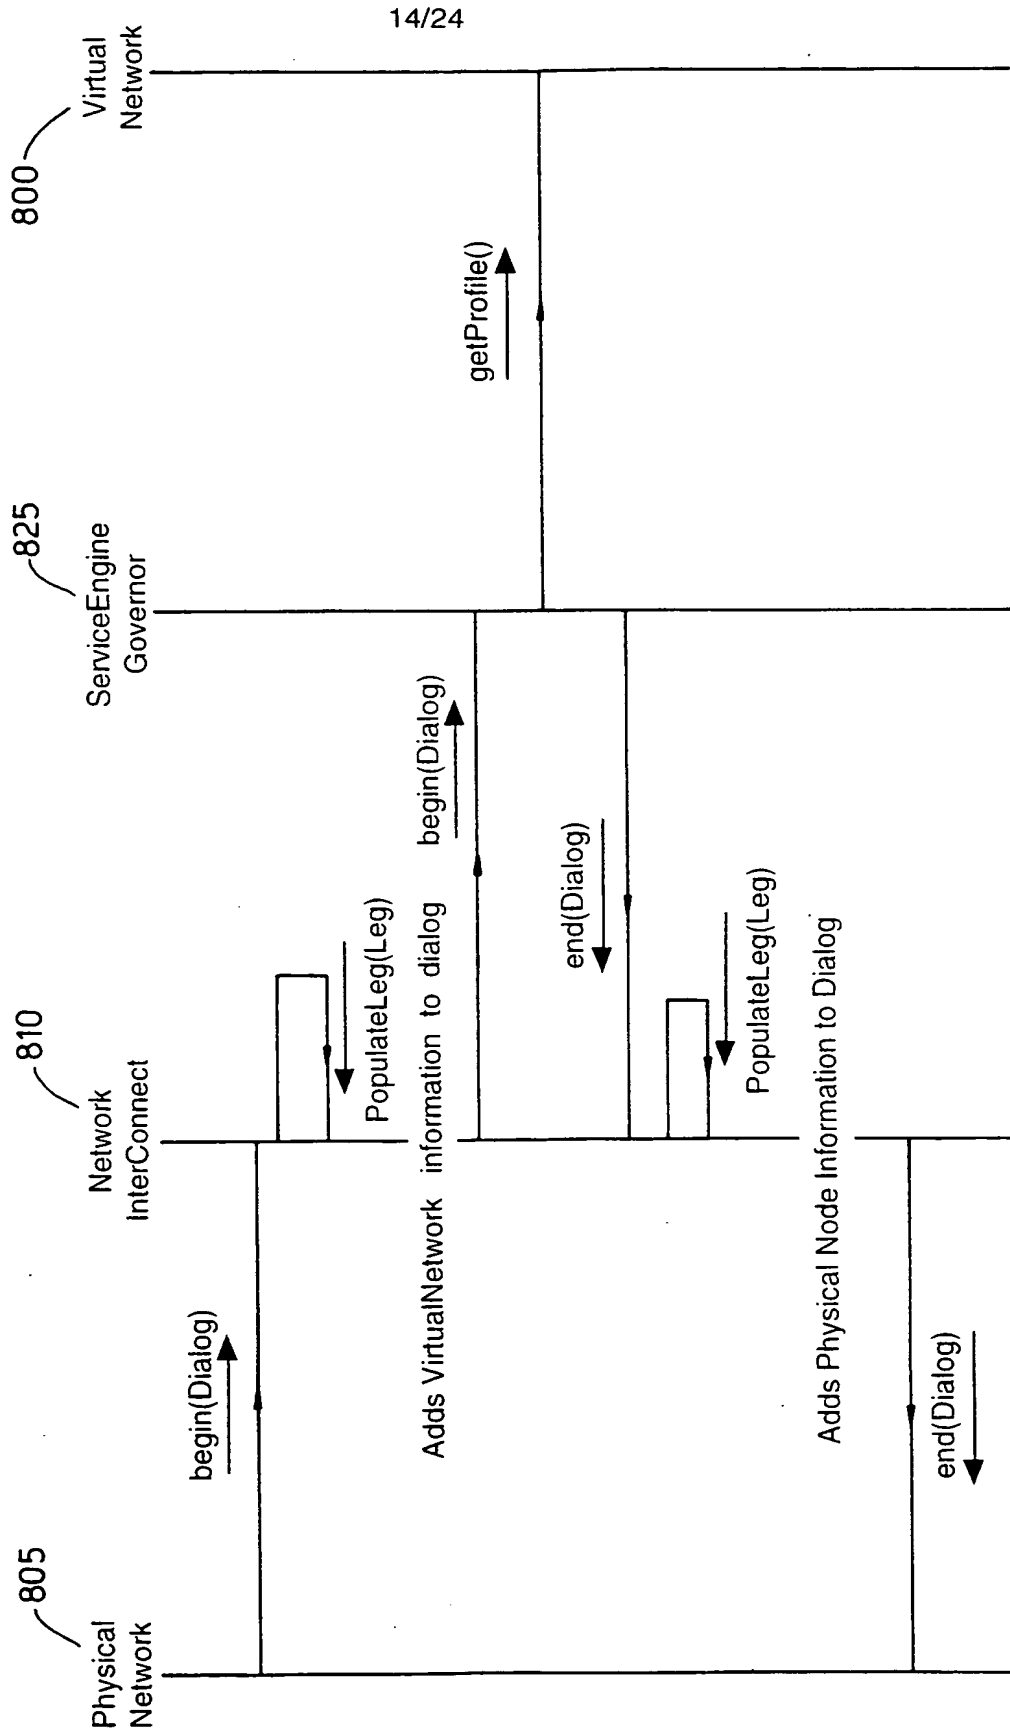 14/24
805
Physical
Network
810
Network
InterConnect
825
ServiceEngine
Governor
800
Virtual
Network
begin(Dialog)
PopulateLeg(Leg)
Adds VirtualNetwork information to dialog
begin(Dialog)
getProfile()
end(Dialog)
PopulateLeg(Leg)
Adds Physical Node Information to Dialog
end(Dialog)